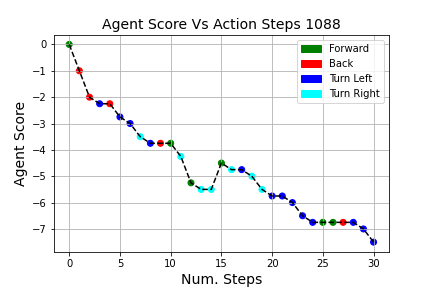 Agent Score Vs Action Steps 1088
Forward
Back
Turn Left
Turn Right
Agent Score
0
−1
−2
−3
−4
−5
−6
−7
0 5 10 15 20 25 30
Num. Steps